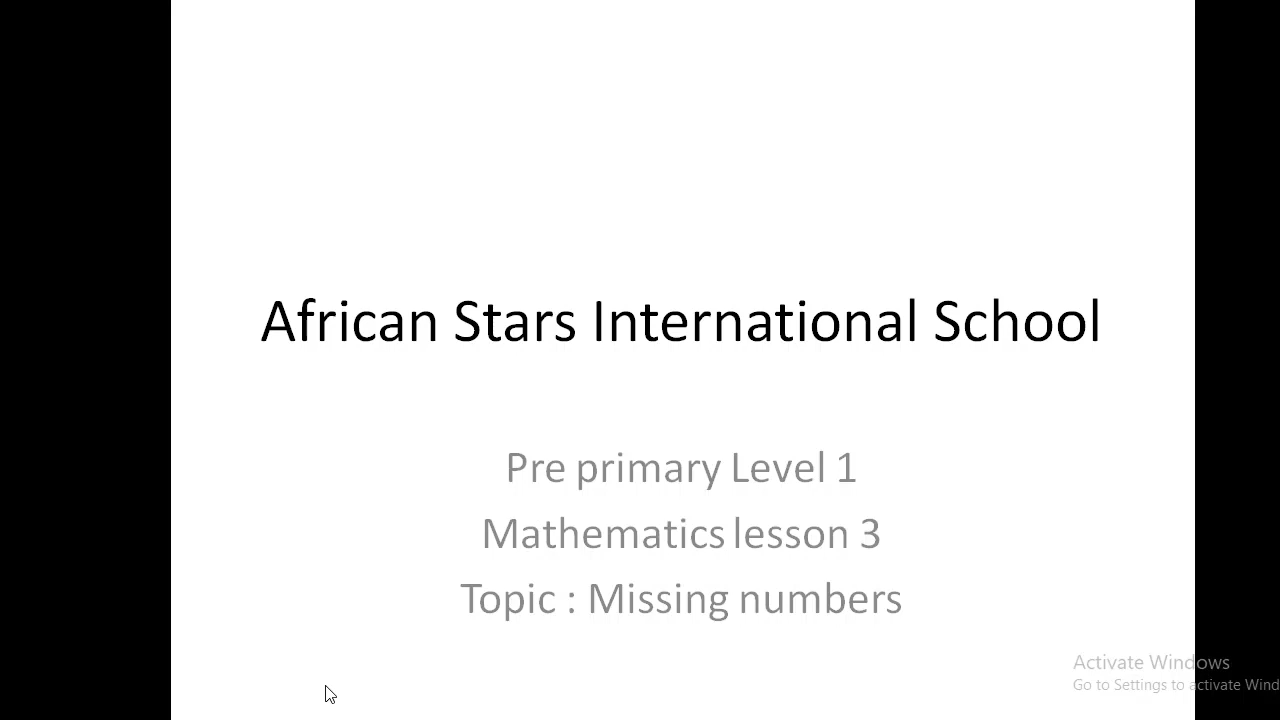 African Stars International School
Pre primary Level 1
Mathematics lesson 3
Topic : Missing numbers
Activate Windows
Go to Settings to activate Wind